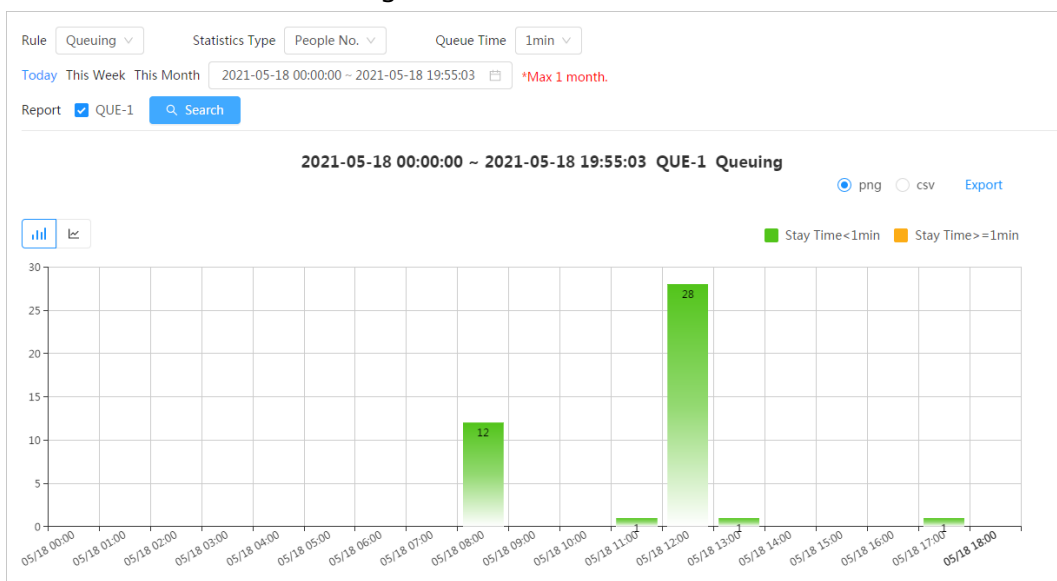 Rule Queuing Statistics Type People No. Queue Time 1min
Today This Week This Month 2021-05-18 00:00:00 ~ 2021-05-18 19:55:03 *Max 1 month.
Report QUE-1 Search
2021-05-18 00:00:00 ~ 2021-05-18 19:55:03 QUE-1 Queuing
png csv Export
Stay Time<1min Stay Time>=1min
30
28
25
20
15
12
10
5
1 1 1
0
05/18 00:00 05/18 01:00 05/18 02:00 05/18 03:00 05/18 04:00 05/18 05:00 05/18 06:00 05/18 07:00 05/18 08:00 05/18 09:00 05/18 10:00 05/18 11:00 05/18 12:00 05/18 13:00 05/18 14:00 05/18 15:00 05/18 16:00 05/18 17:00 05/18 18:00